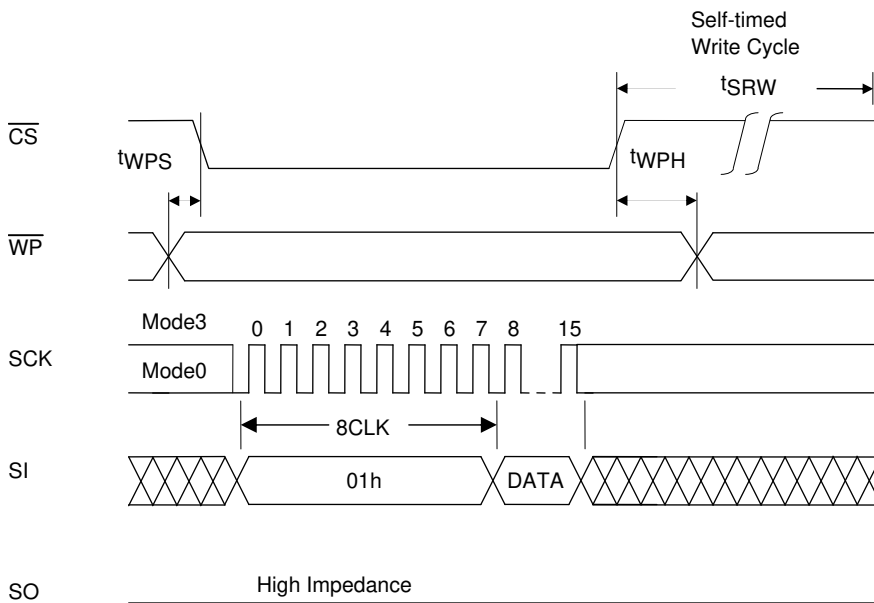 Self-timed
Write Cycle
tSRW
CS
tWPS
tWPH
WP
Mode3
0 1 2 3 4 5 6 7 8 15
SCK
Mode0
8CLK
SI
01h
DATA
High Impedance
SO